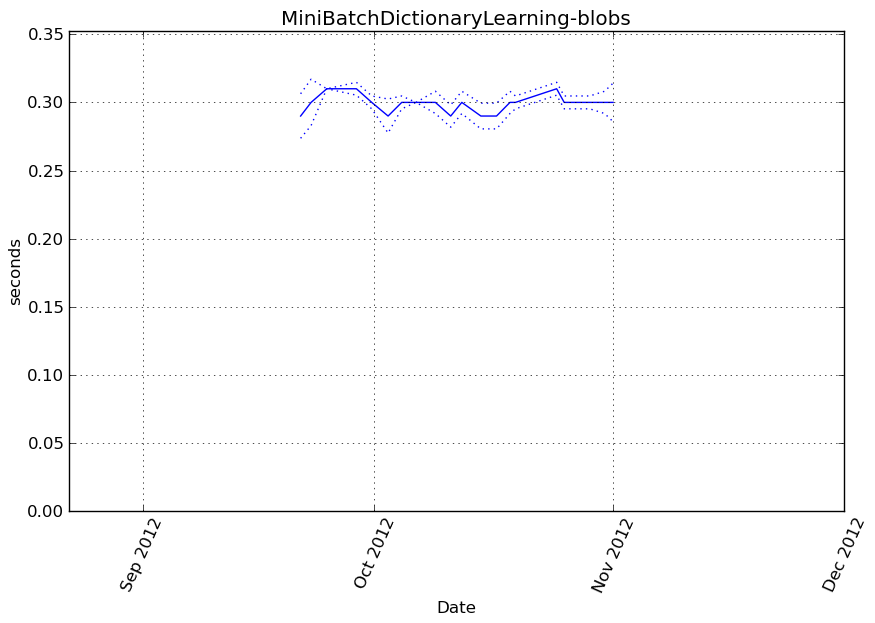 MiniBatchDictionaryLearning-blobs
0.35
0.30
0.25
0.20
0.15
0.10
0.05
0.00
seconds
Sep 2012
Oct 2012
Nov 2012
Dec 2012
Date